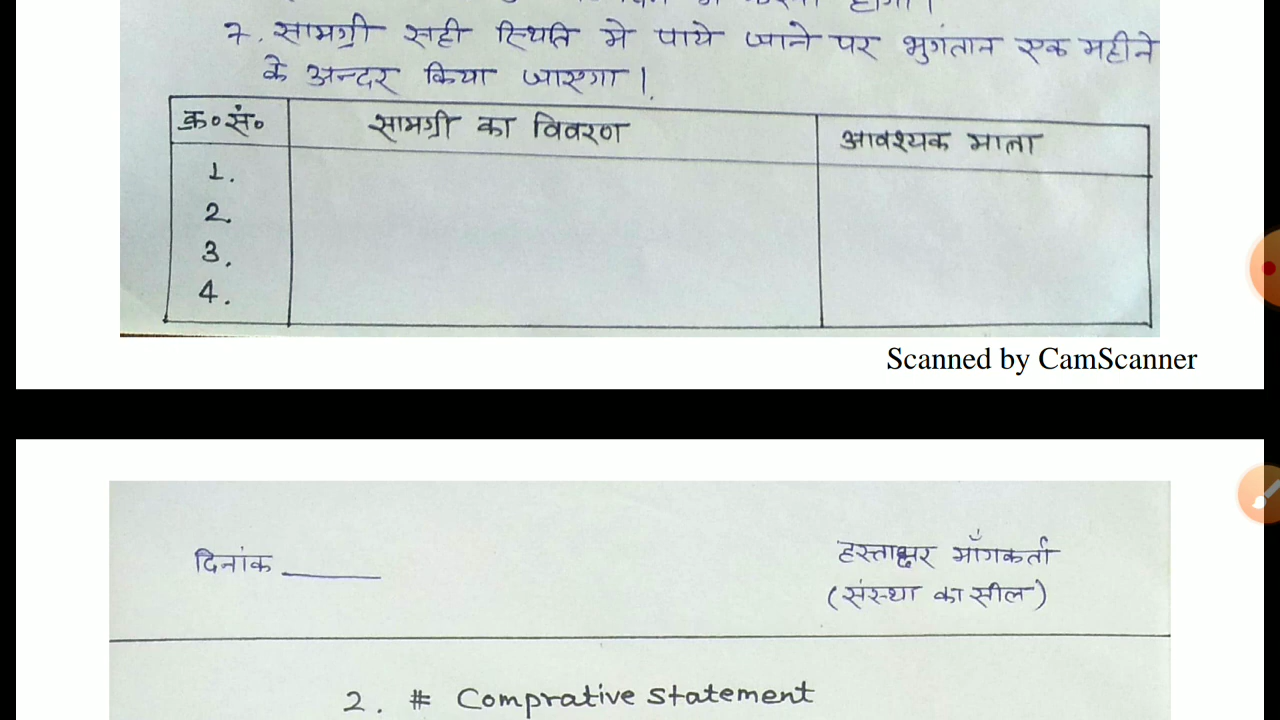 7. सामग्री सही स्थिति मे पाये जाने पर भुगंतान एक महीने
के अन्दर किया जाएगा।
क्र०सं० सामग्री का विवरण आवश्यक मात्रा
1.
2.
3.
4.
Scanned by CamScanner
दिनांक ______ हस्ताक्षर माँगकर्ता
(संस्था का सील)
2. # Comprative Statement